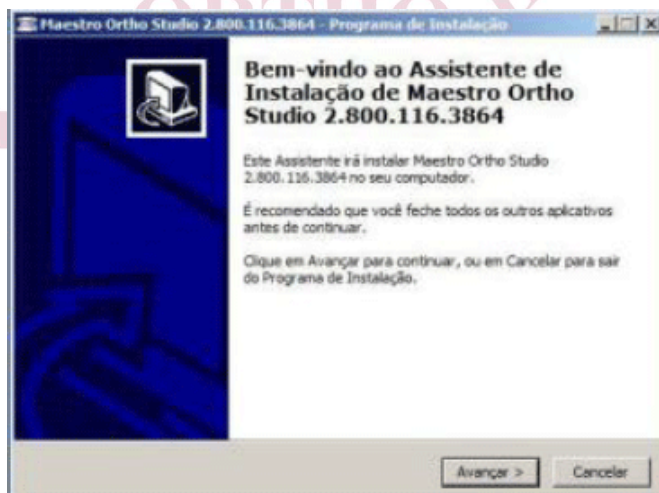 Maestro Ortho Studio 2.800.116.3864 - Programa de Instalação
Bem-vindo ao Assistente de
Instalação de Maestro Ortho
Studio 2.800.116.3864
Este Assistente irá instalar Maestro Ortho Studio
2.800.116.3864 no seu computador.
É recomendado que você feche todos os outros aplicativos
antes de continuar.
Clique em Avançar para continuar, ou em Cancelar para sair
do Programa de Instalação.
Avançar >
Cancelar